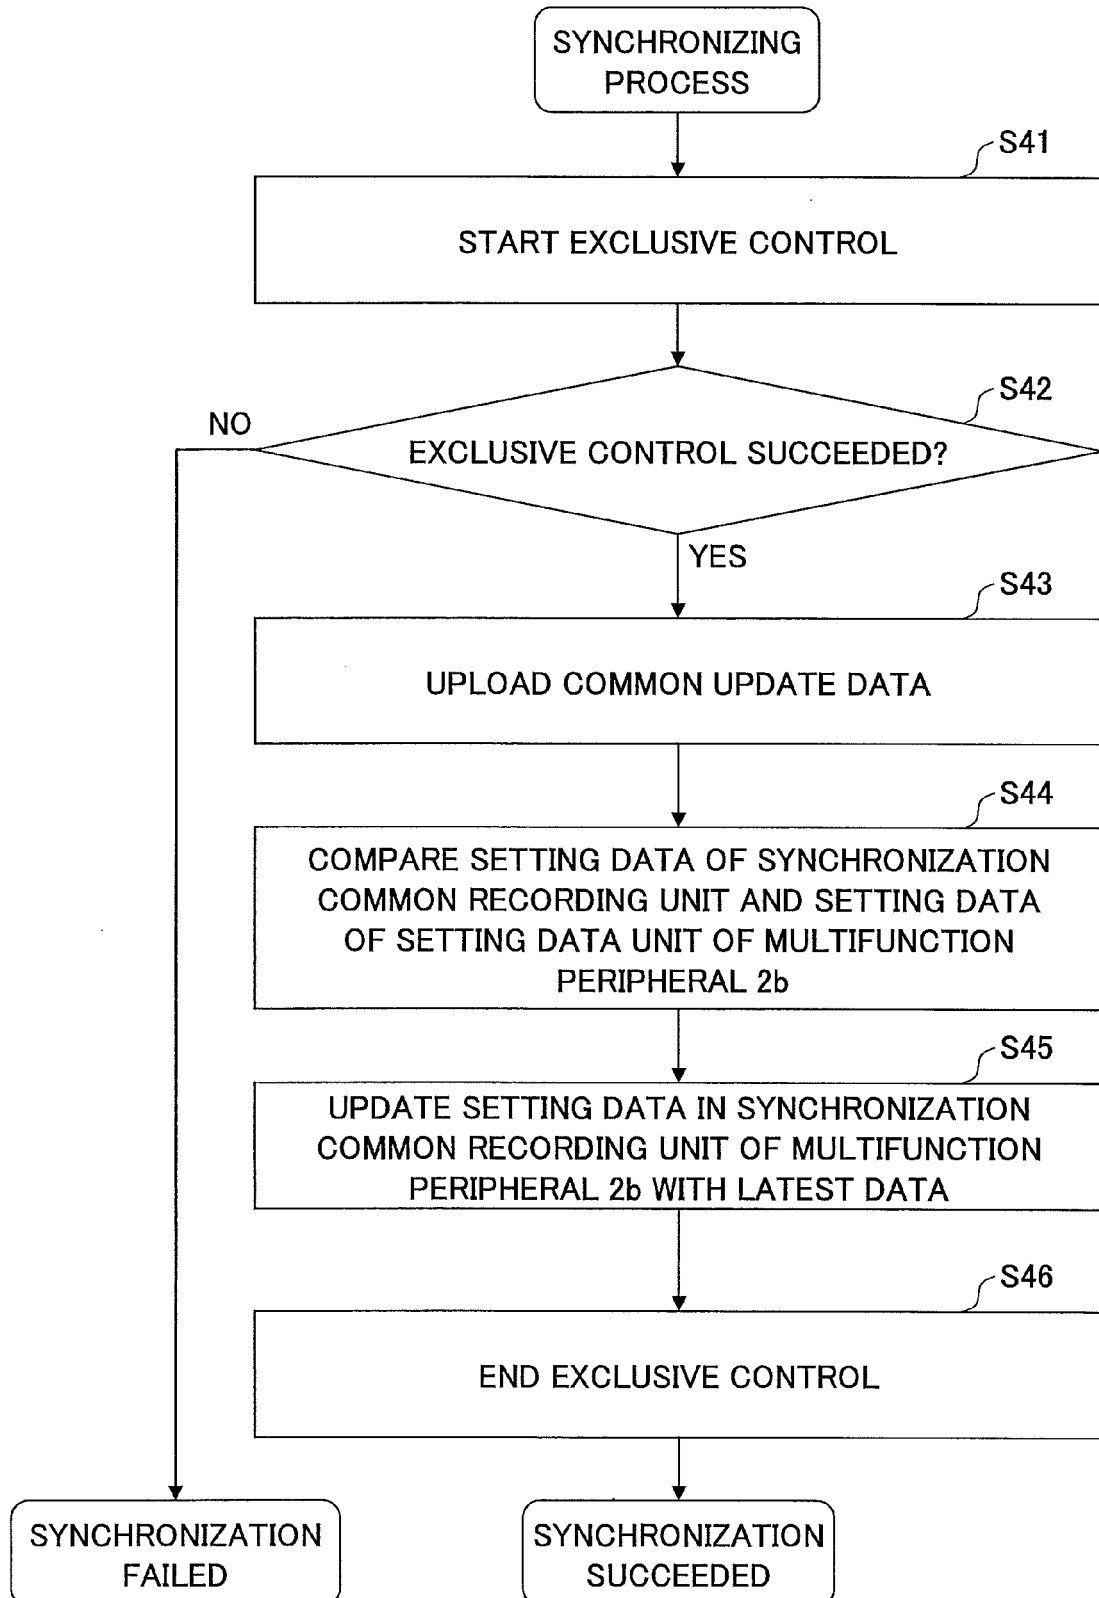 SYNCHRONIZING
PROCESS
S41
START EXCLUSIVE CONTROL
S42
NO
EXCLUSIVE CONTROL SUCCEEDED?
YES
S43
UPLOAD COMMON UPDATE DATA
S44
COMPARE SETTING DATA OF SYNCHRONIZATION
COMMON RECORDING UNIT AND SETTING DATA
OF SETTING DATA UNIT OF MULTIFUNCTION
PERIPHERAL 2b
S45
UPDATE SETTING DATA IN SYNCHRONIZATION
COMMON RECORDING UNIT OF MULTIFUNCTION
PERIPHERAL 2b WITH LATEST DATA
S46
END EXCLUSIVE CONTROL
SYNCHRONIZATION
FAILED
SYNCHRONIZATION
SUCCEEDED